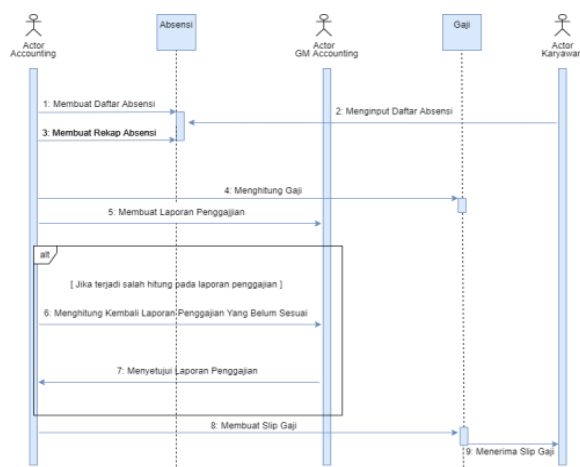 Absensi
Gaji
Actor
Accounting
Actor
GM Accounting
Actor
Karyawan
1: Membuat Daftar Absensi
2: Menginput Daftar Absensi
3: Membuat Rekap Absensi
4: Menghitung Gaji
5: Membuat Laporan Penggajjian
alt
[ Jika terjadi salah hitung pada laporan penggajian ]
6: Menghitung Kembali Laporan Penggajian Yang Belum Sesuai
7: Menyetujui Laporan Penggajian
8: Membuat Slip Gaji
9: Menerima Slip Gaji